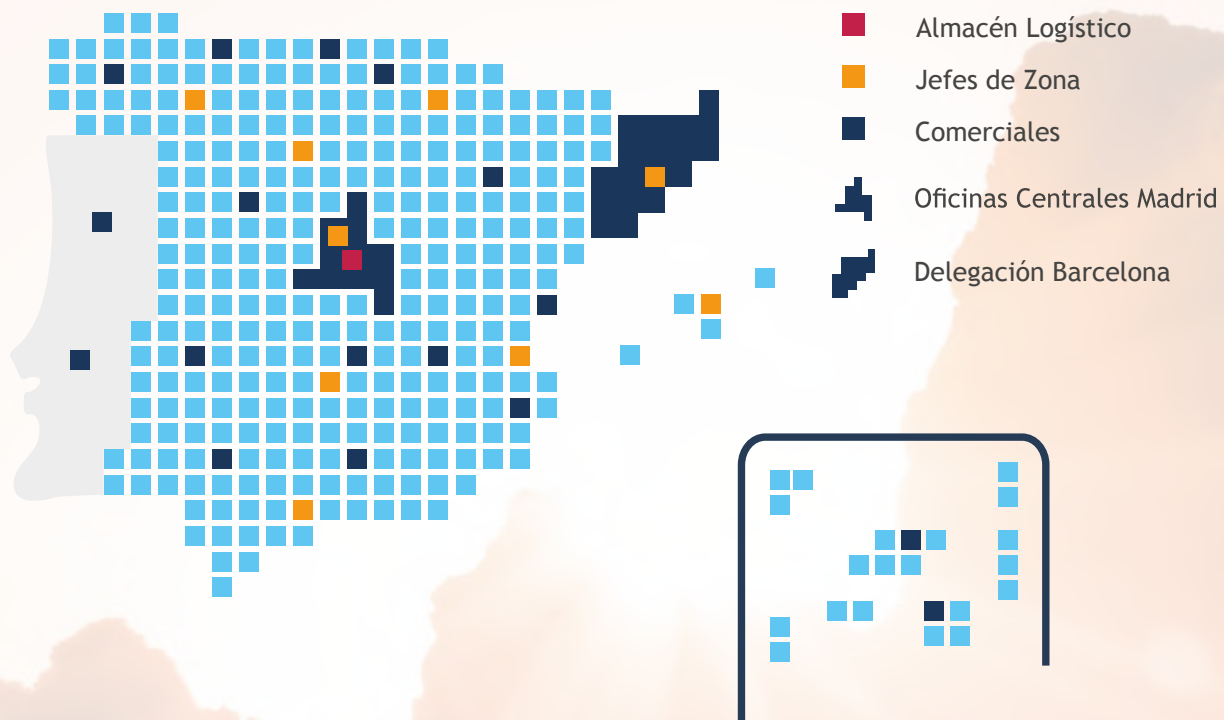 Almacén Logístico
Jefes de Zona
Comerciales
Oficinas Centrales Madrid
Delegación Barcelona